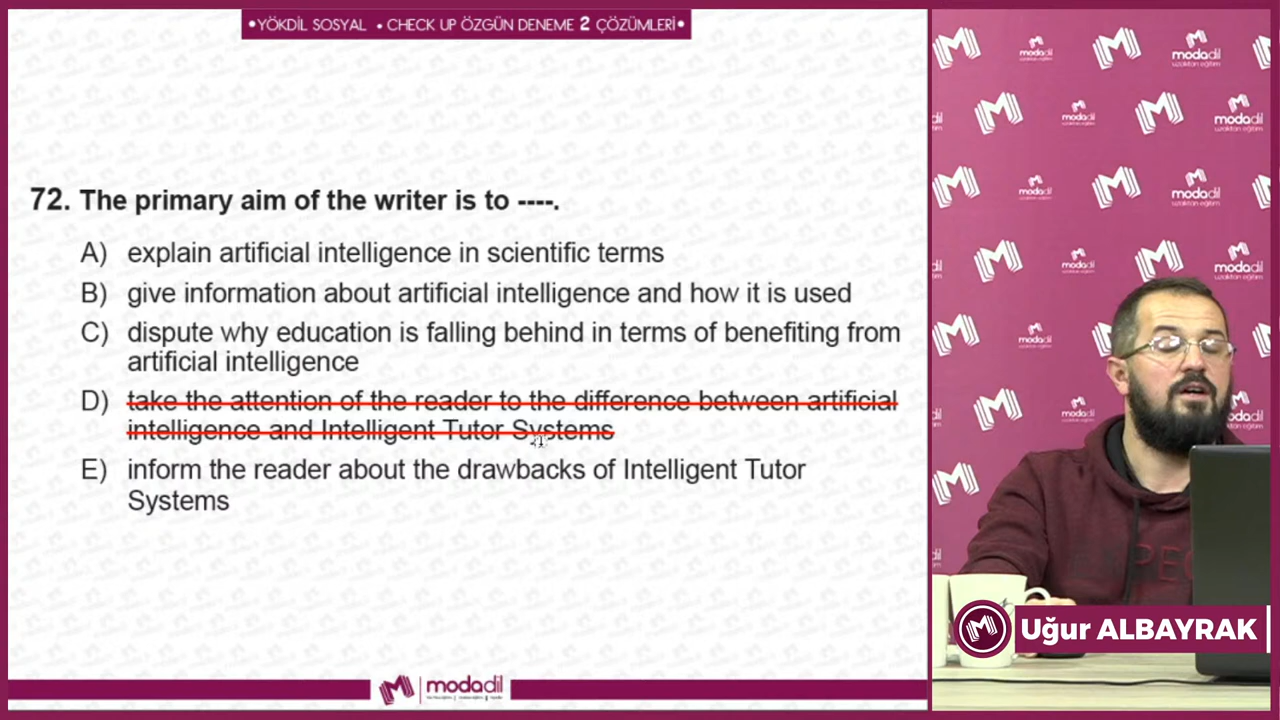 •YÖKDİL SOSYAL • CHECK UP ÖZGÜN DENEME 2 ÇÖZÜMLERİ•
72. The primary aim of the writer is to ----.
A) explain artificial intelligence in scientific terms
B) give information about artificial intelligence and how it is used
C) dispute why education is falling behind in terms of benefiting from
artificial intelligence
D) take the attention of the reader to the difference between artificial
intelligence and Intelligent Tutor Systems
E) inform the reader about the drawbacks of Intelligent Tutor
Systems
modadil
modadil
uzaktan eğitim
Uğur ALBAYRAK